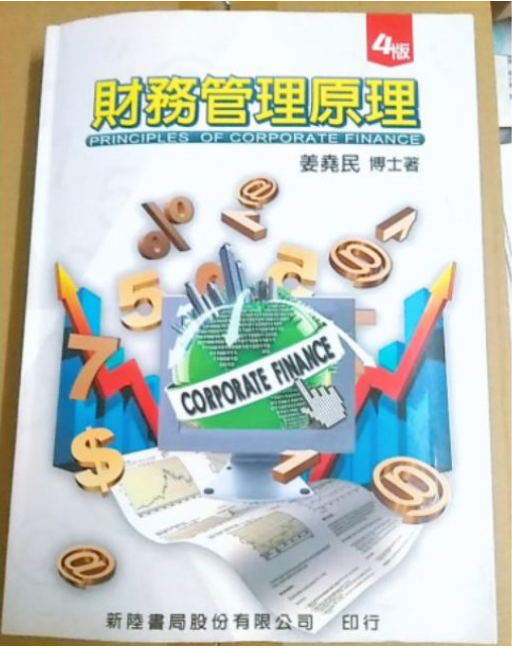 4版
財務管理原理
PRINCIPLES OF CORPORATE FINANCE
姜堯民 博士著
CORPORATE FINANCE
新陸書局股份有限公司 印行